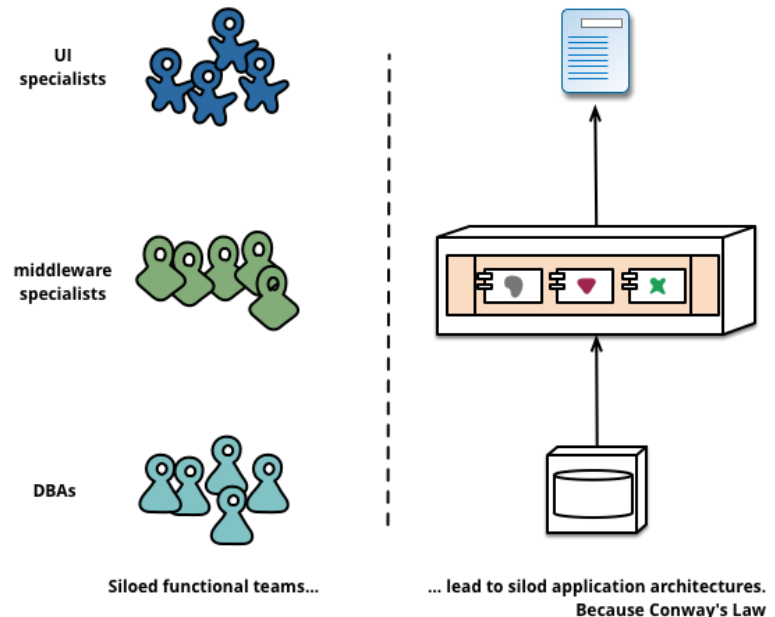 UI
specialists
middleware
specialists
DBAs
Siloed functional teams...
... lead to silod application architectures.
Because Conway's Law